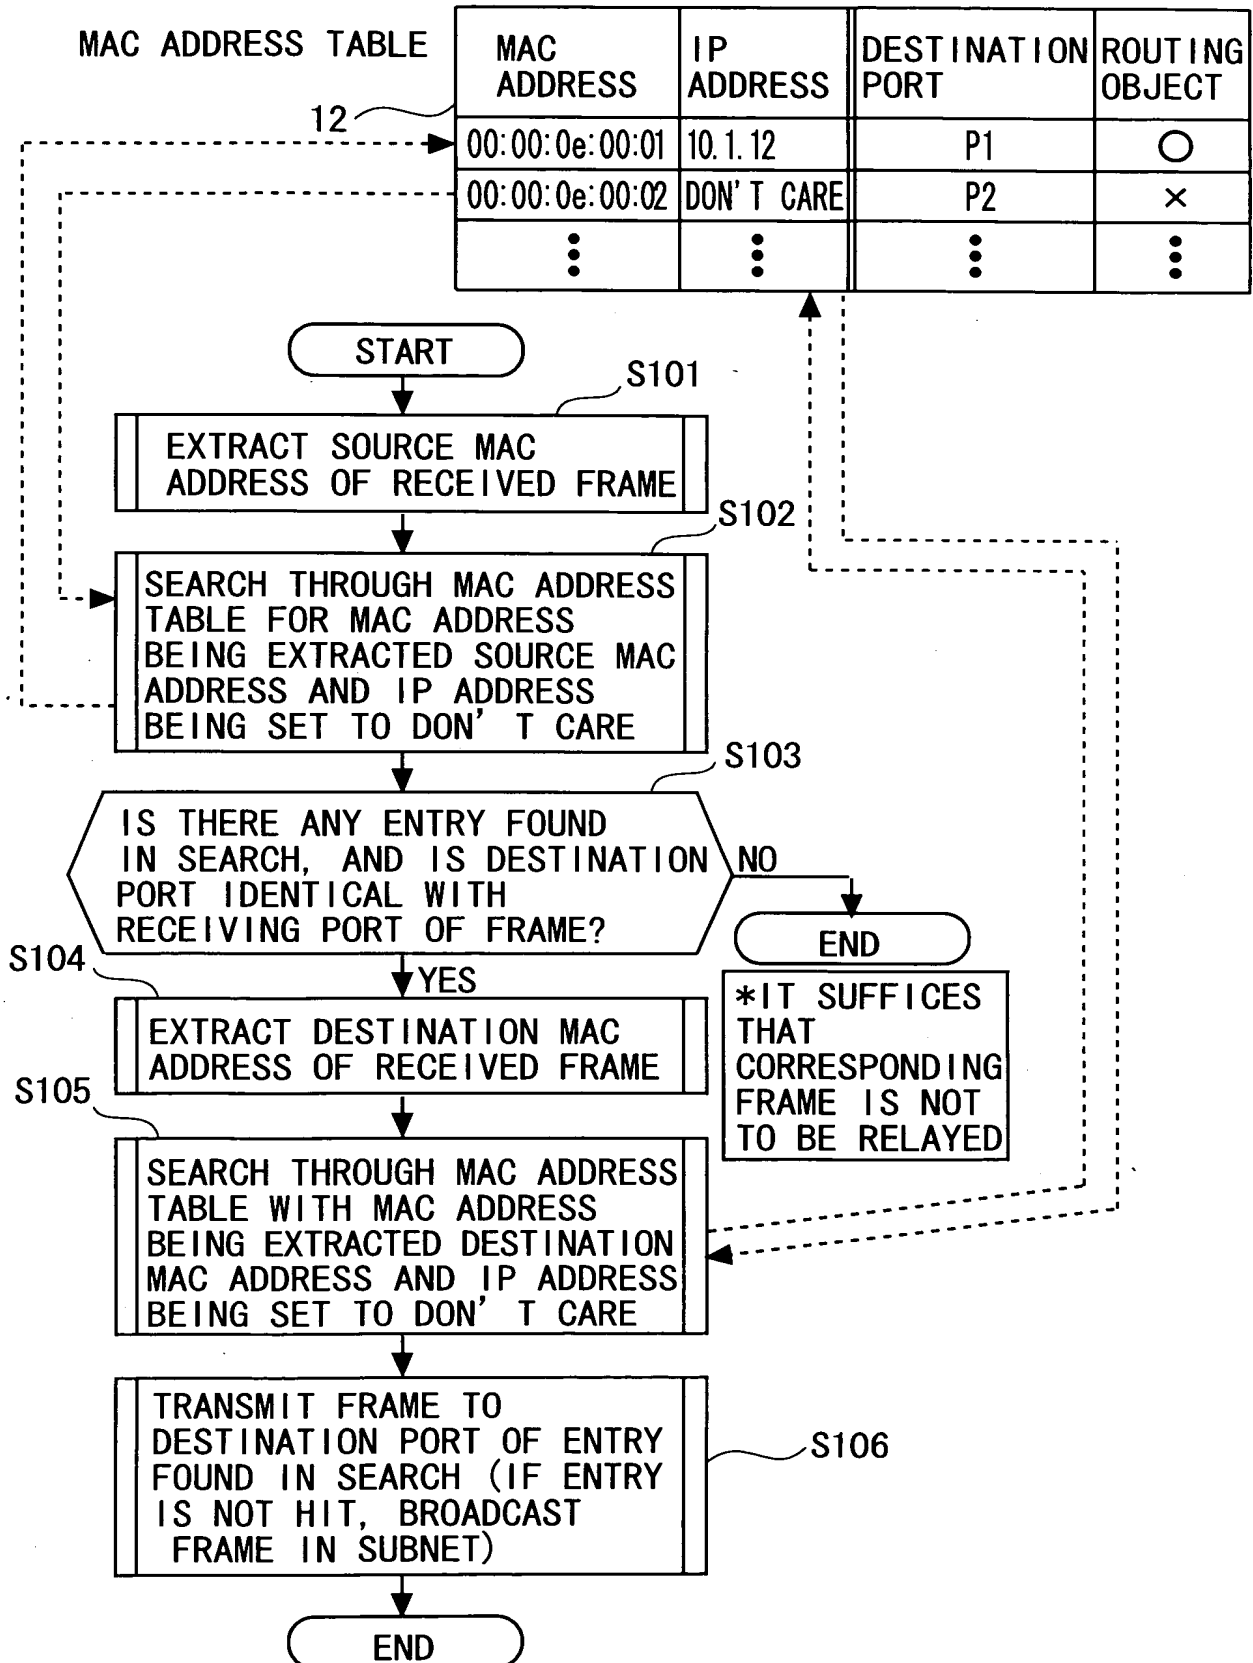 MAC ADDRESS TABLE
12
MAC ADDRESS
IP ADDRESS
DESTINATION PORT
ROUTING OBJECT
00:00:0e:00:01 10.1.12 P1 ○
00:00:0e:00:02 DON'T CARE P2 ×
START
S101
EXTRACT SOURCE MAC
ADDRESS OF RECEIVED FRAME
S102
SEARCH THROUGH MAC ADDRESS
TABLE FOR MAC ADDRESS
BEING EXTRACTED SOURCE MAC
ADDRESS AND IP ADDRESS
BEING SET TO DON'T CARE
S103
IS THERE ANY ENTRY FOUND
IN SEARCH, AND IS DESTINATION
PORT IDENTICAL WITH
RECEIVING PORT OF FRAME?
NO
END
*IT SUFFICES
THAT
CORRESPONDING
FRAME IS NOT
TO BE RELAYED
YES
S104
EXTRACT DESTINATION MAC
ADDRESS OF RECEIVED FRAME
S105
SEARCH THROUGH MAC ADDRESS
TABLE WITH MAC ADDRESS
BEING EXTRACTED DESTINATION
MAC ADDRESS AND IP ADDRESS
BEING SET TO DON'T CARE
S106
TRANSMIT FRAME TO
DESTINATION PORT OF ENTRY
FOUND IN SEARCH (IF ENTRY
IS NOT HIT, BROADCAST
FRAME IN SUBNET)
END